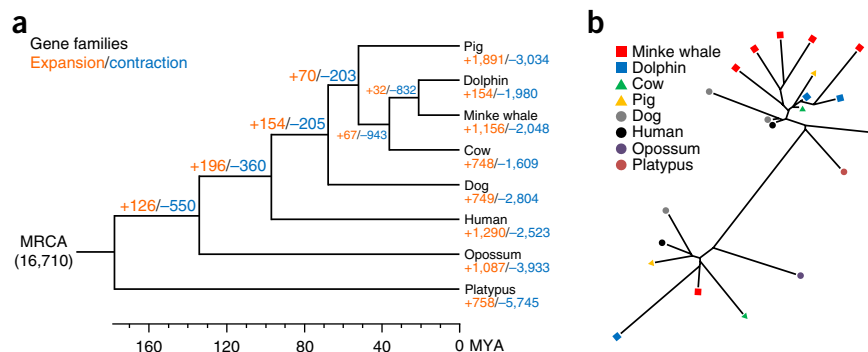 a
Gene families
Expansion/contraction
Pig
+1,891/–3,034
+70/–203
Dolphin
+32/–832
+154/–1,980
Minke whale
+154/–205
+67/–943
+1,156/–2,048
Cow
+196/–360
+748/–1,609
Dog
+749/–2,804
+126/–550
Human
+1,290/–2,523
MRCA
(16,710)
Opossum
+1,087/–3,933
Platypus
+758/–5,745
160 120 80 40 0 MYA
b
Minke whale
Dolphin
Cow
Pig
Dog
Human
Opossum
Platypus